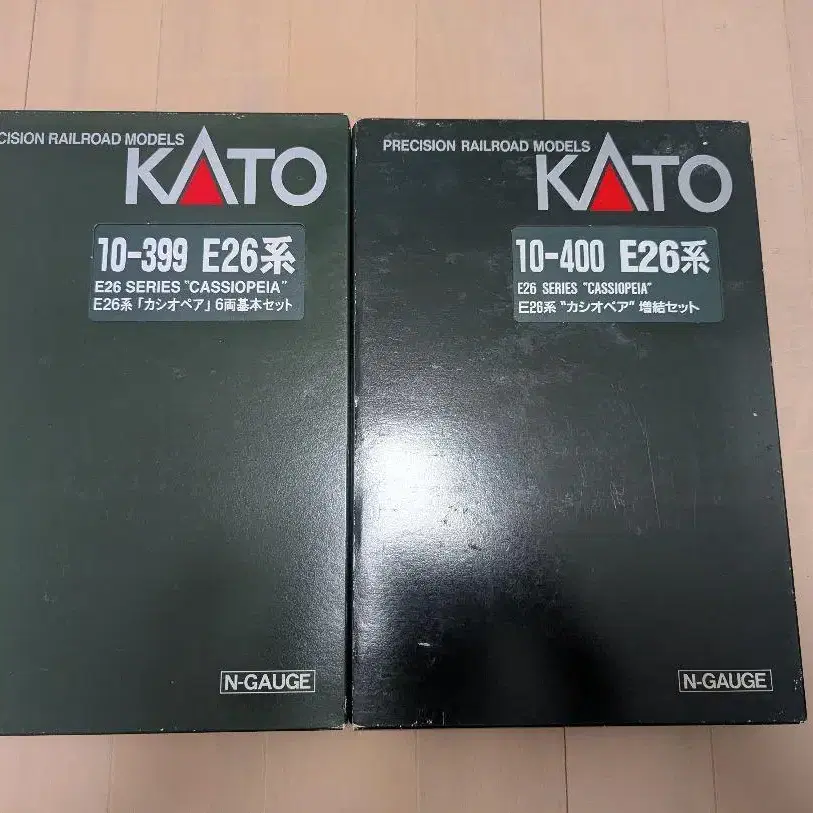 CISION RAILROAD MODELS
KATO
10-399 E26系
E26 SERIES "CASSIOPEIA"
E26系「カシオペア」6両基本セット
N-GAUGE
PRECISION RAILROAD MODELS
KATO
10-400 E26系
E26 SERIES "CASSIOPEIA"
E26系"カシオペア"増結セット
N-GAUGE